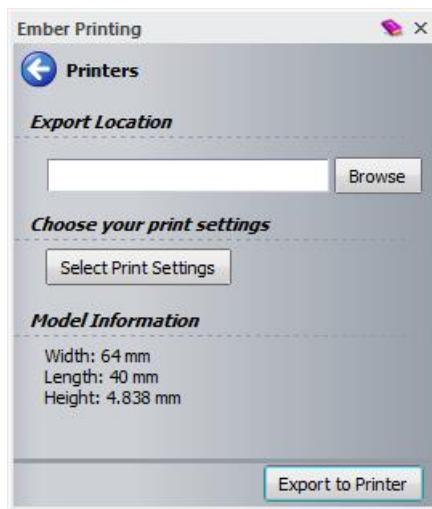 Ember Printing
Printers
Export Location
Browse
Choose your print settings
Select Print Settings
Model Information
Width: 64 mm
Length: 40 mm
Height: 4.838 mm
Export to Printer